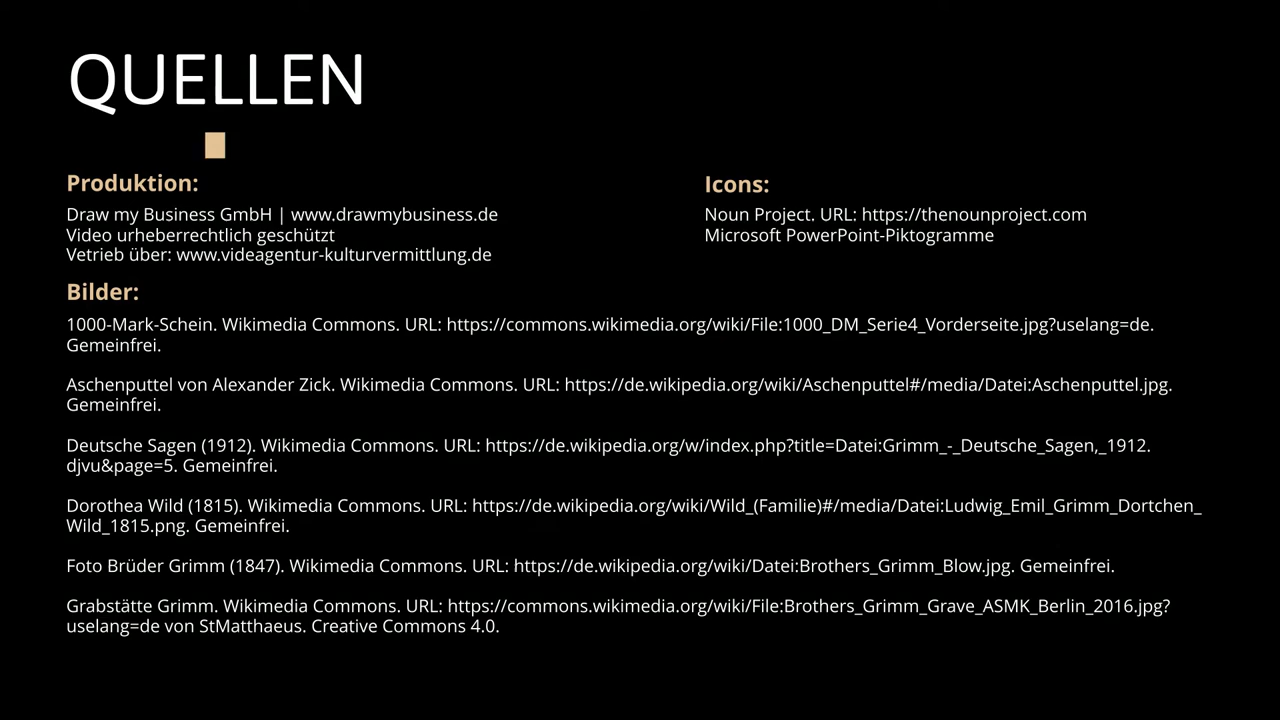 QUELLEN
Produktion:
Draw my Business GmbH | www.drawmybusiness.de
Video urheberrechtlich geschützt
Vetrieb über: www.videagentur-kulturvermittlung.de
Icons:
Noun Project. URL: https://thenounproject.com
Microsoft PowerPoint-Piktogramme
Bilder:
1000-Mark-Schein. Wikimedia Commons. URL: https://commons.wikimedia.org/wiki/File:1000_DM_Serie4_Vorderseite.jpg?uselang=de.
Gemeinfrei.
Aschenputtel von Alexander Zick. Wikimedia Commons. URL: https://de.wikipedia.org/wiki/Aschenputtel#/media/Datei:Aschenputtel.jpg.
Gemeinfrei.
Deutsche Sagen (1912). Wikimedia Commons. URL: https://de.wikipedia.org/w/index.php?title=Datei:Grimm_-_Deutsche_Sagen,_1912.
djvu&page=5. Gemeinfrei.
Dorothea Wild (1815). Wikimedia Commons. URL: https://de.wikipedia.org/wiki/Wild_(Familie)#/media/Datei:Ludwig_Emil_Grimm_Dortchen_
Wild_1815.png. Gemeinfrei.
Foto Brüder Grimm (1847). Wikimedia Commons. URL: https://de.wikipedia.org/wiki/Datei:Brothers_Grimm_Blow.jpg. Gemeinfrei.
Grabstätte Grimm. Wikimedia Commons. URL: https://commons.wikimedia.org/wiki/File:Brothers_Grimm_Grave_ASMK_Berlin_2016.jpg?
uselang=de von StMatthaeus. Creative Commons 4.0.